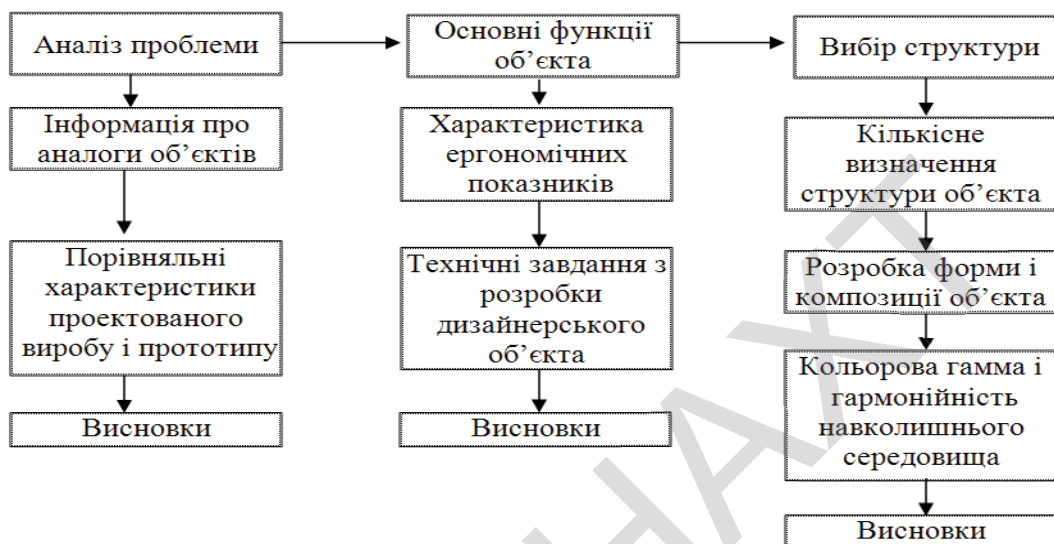 Аналіз проблеми
Основні функції
об’єкта
Вибір структури
Інформація про
аналоги об’єктів
Порівняльні
характеристики
проектованого
виробу і прототипу
Висновки
Характеристика
ергономічних
показників
Технічні завдання з
розробки
дизайнерського
об’єкта
Висновки
Кількісне
визначення
структури об’єкта
Розробка форми і
композиції об’єкта
Кольорова гамма і
гармонійність
навколишнього
середовища
Висновки
НАХТ